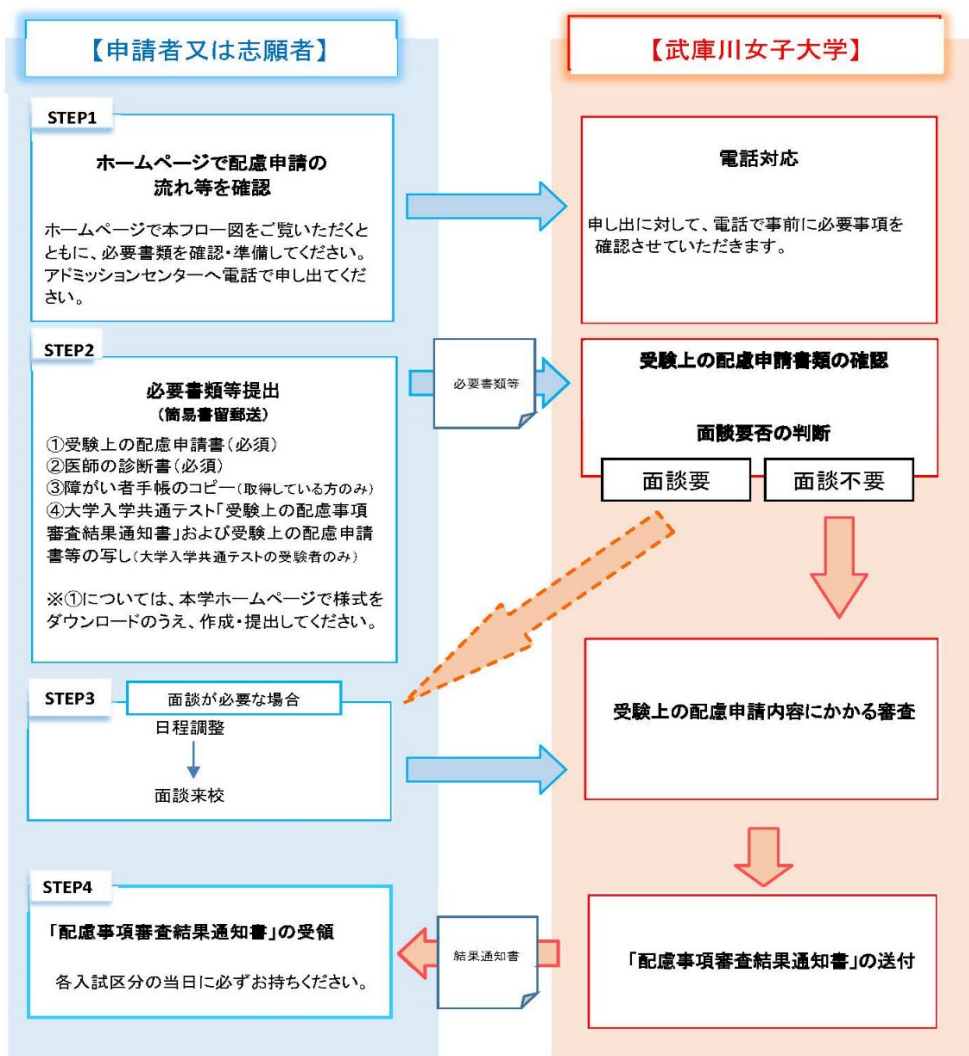 【申請者又は志願者】
【武庫川女子大学】
STEP1
ホームページで配慮申請の
流れ等を確認
ホームページで本フロー図をご覧いただくと
ともに、必要書類を確認・準備してください。
アドミッションセンターへ電話で申し出てくだ
さい。
電話対応
申し出に対して、電話で事前に必要事項を
確認させていただきます。
STEP2
必要書類等提出
(簡易書留郵送)
①受験上の配慮申請書(必須)
②医師の診断書(必須)
③障がい者手帳のコピー(取得している方のみ)
④大学入学共通テスト「受験上の配慮事項
審査結果通知書」および受験上の配慮申請
書等の写し(大学入学共通テストの受験者のみ)
※①については、本学ホームページで様式を
ダウンロードのうえ、作成・提出してください。
必要書類等
受験上の配慮申請書類の確認
面談要否の判断
面談要
面談不要
STEP3
面談が必要な場合
日程調整
面談来校
受験上の配慮申請内容にかかる審査
STEP4
「配慮事項審査結果通知書」の受領
各入試区分の当日に必ずお持ちください。
結果通知書
「配慮事項審査結果通知書」の送付